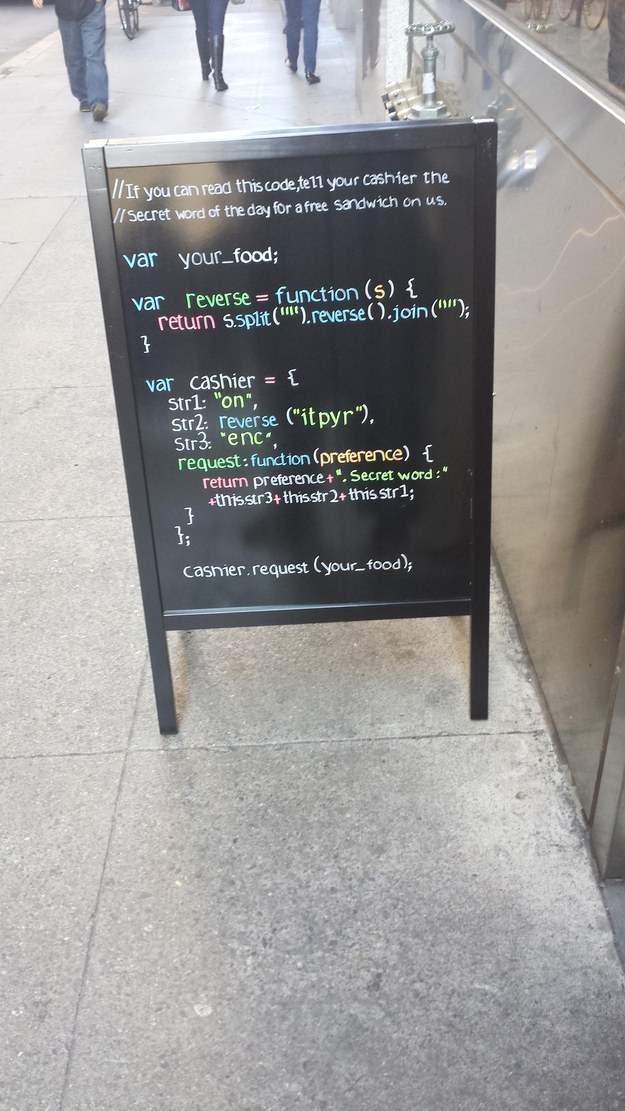 //If you can read this code,tell your cashier the
//Secret word of the day for a free sandwich on us.
var your_food;
var reverse = function (s) {
return s.split("").reverse().join("");
}
var cashier = {
str1: "on",
str2: reverse ("itpyr"),
str3: "enc",
request:function(preference) {
return preference+". Secret word:"
+this.str3+this.str2+this.str1;
}
};
cashier.request (your_food);